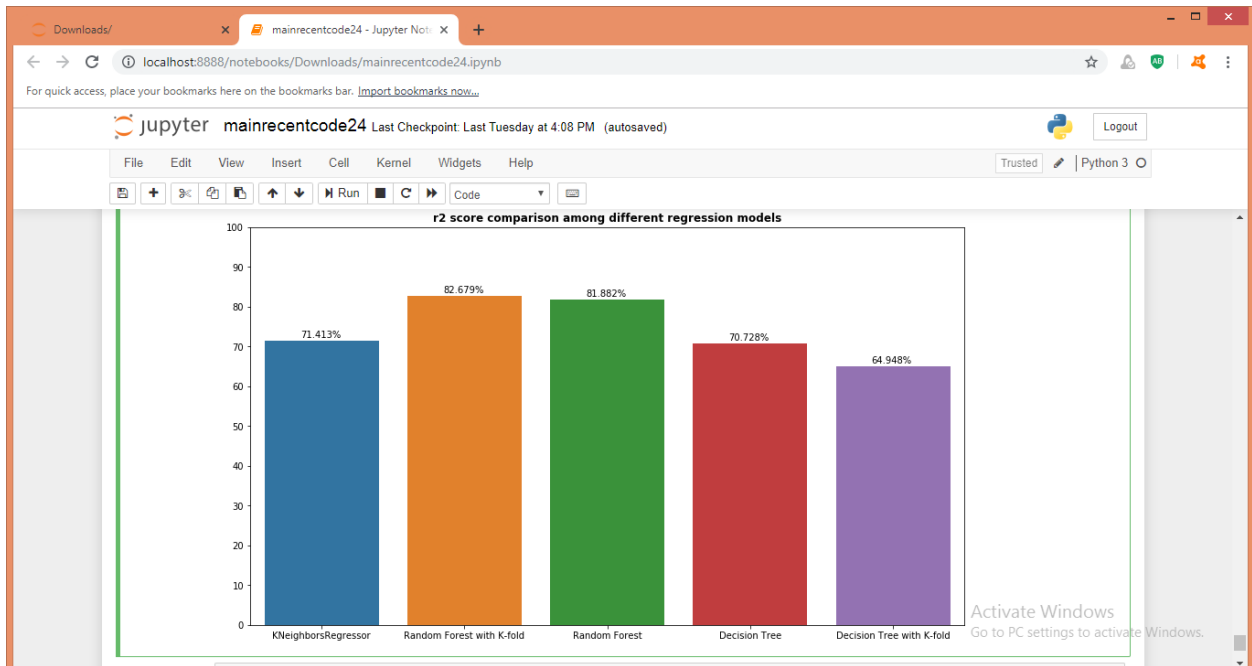 Downloads/
mainrecentcode24 - Jupyter Not
localhost:8888/notebooks/Downloads/mainrecentcode24.ipynb
AB
For quick access, place your bookmarks here on the bookmarks bar. Import bookmarks now...
jupyter mainrecentcode24 Last Checkpoint: Last Tuesday at 4:08 PM (autosaved)
Logout
File Edit View Insert Cell Kernel Widgets Help
Trusted Python 3
Run Code
r2 score comparison among different regression models
100
90
80
70
60
50
40
30
20
10
0
71.413%
82.679%
81.882%
70.728%
64.948%
KNeighborsRegressor
Random Forest with K-fold
Random Forest
Decision Tree
Decision Tree with K-fold
Activate Windows
Go to PC settings to activate Windows.